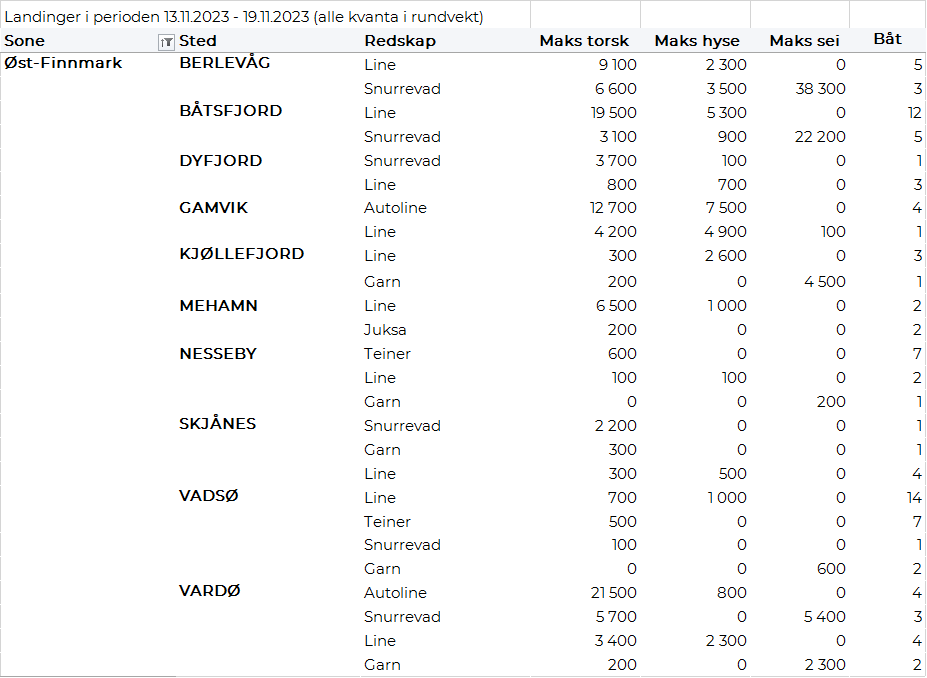 Landinger i perioden 13.11.2023 - 19.11.2023 (alle kvanta i rundvekt)
Sone Sted Redskap Maks torsk Maks hyse Maks sei Båt
Øst-Finnmark BERLEVÅG Line 9 100 2 300 0 5
Snurrevad 6 600 3 500 38 300 3
BÅTSFJORD Line 19 500 5 300 0 12
Snurrevad 3 100 900 22 200 5
DYFJORD Snurrevad 3 700 100 0 1
Line 800 700 0 3
GAMVIK Autoline 12 700 7 500 0 4
Line 4 200 4 900 100 1
KJØLLEFJORD Line 300 2 600 0 3
Garn 200 0 4 500 1
MEHAMN Line 6 500 1 000 0 2
Juksa 200 0 0 2
NESSEBY Teiner 600 0 0 7
Line 100 100 0 2
Garn 0 0 200 1
SKJÅNES Snurrevad 2 200 0 0 1
Garn 300 0 0 1
Line 300 500 0 4
VADSØ Line 700 1 000 0 14
Teiner 500 0 0 7
Snurrevad 100 0 0 1
Garn 0 0 600 2
VARDØ Autoline 21 500 800 0 4
Snurrevad 5 700 0 5 400 3
Line 3 400 2 300 0 4
Garn 200 0 2 300 2